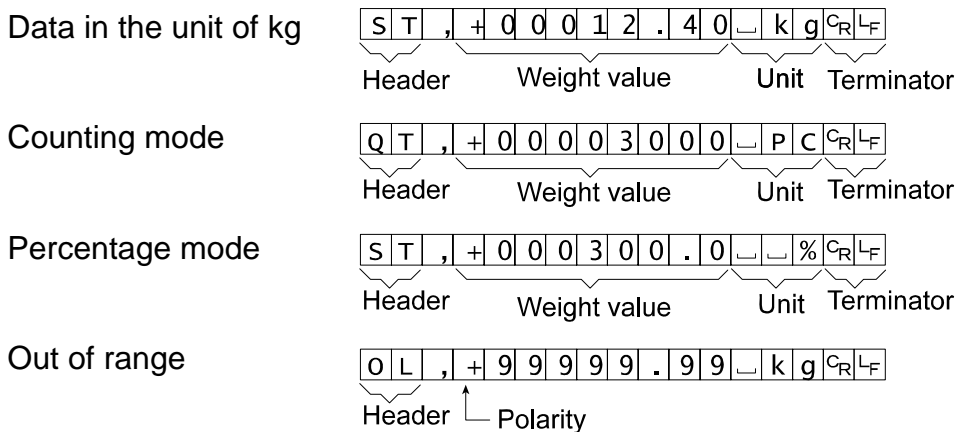 Data in the unit of kg S T , + 0 0 0 1 2 . 4 0 ␣ k g CR LF
Header Weight value Unit Terminator
Counting mode Q T , + 0 0 0 0 3 0 0 0 ␣ P C CR LF
Header Weight value Unit Terminator
Percentage mode S T , + 0 0 0 3 0 0 . 0 ␣ ␣ % CR LF
Header Weight value Unit Terminator
Out of range O L , + 9 9 9 9 9 . 9 9 ␣ k g CR LF
Header Polarity